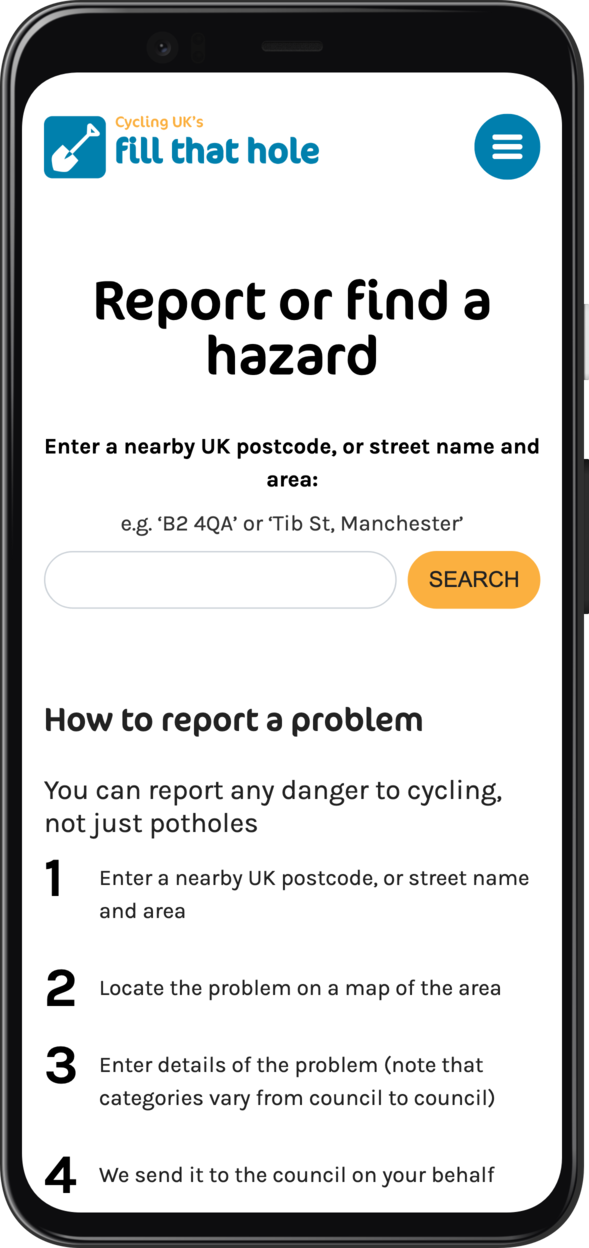 Cycling UK's
fill that hole
Report or find a
hazard
Enter a nearby UK postcode, or street name and
area:
e.g. ‘B2 4QA’ or ‘Tib St, Manchester’
SEARCH
How to report a problem
You can report any danger to cycling,
not just potholes
1 Enter a nearby UK postcode, or street name
and area
2 Locate the problem on a map of the area
3 Enter details of the problem (note that
categories vary from council to council)
4 We send it to the council on your behalf